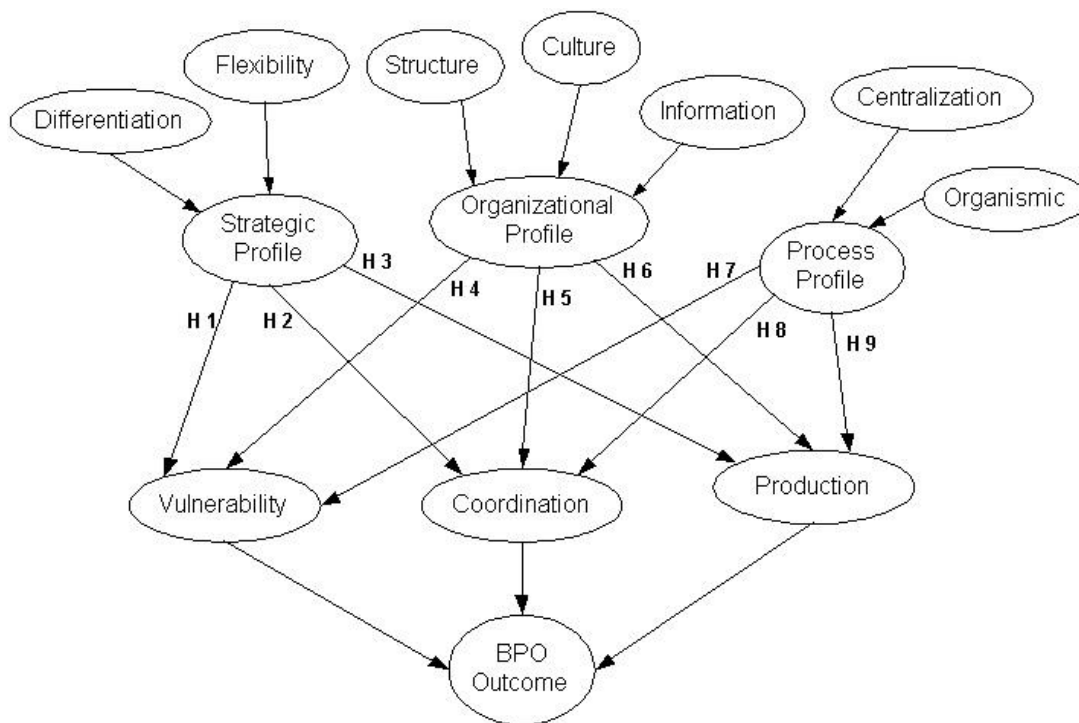 Culture
Flexibility
Structure
Centralization
Differentiation
Information
Organismic
Strategic
Profile
Organizational
Profile
Process
Profile
H 1
H 2
H 3
H 4
H 5
H 6
H 7
H 8
H 9
Vulnerability
Coordination
Production
BPO
Outcome